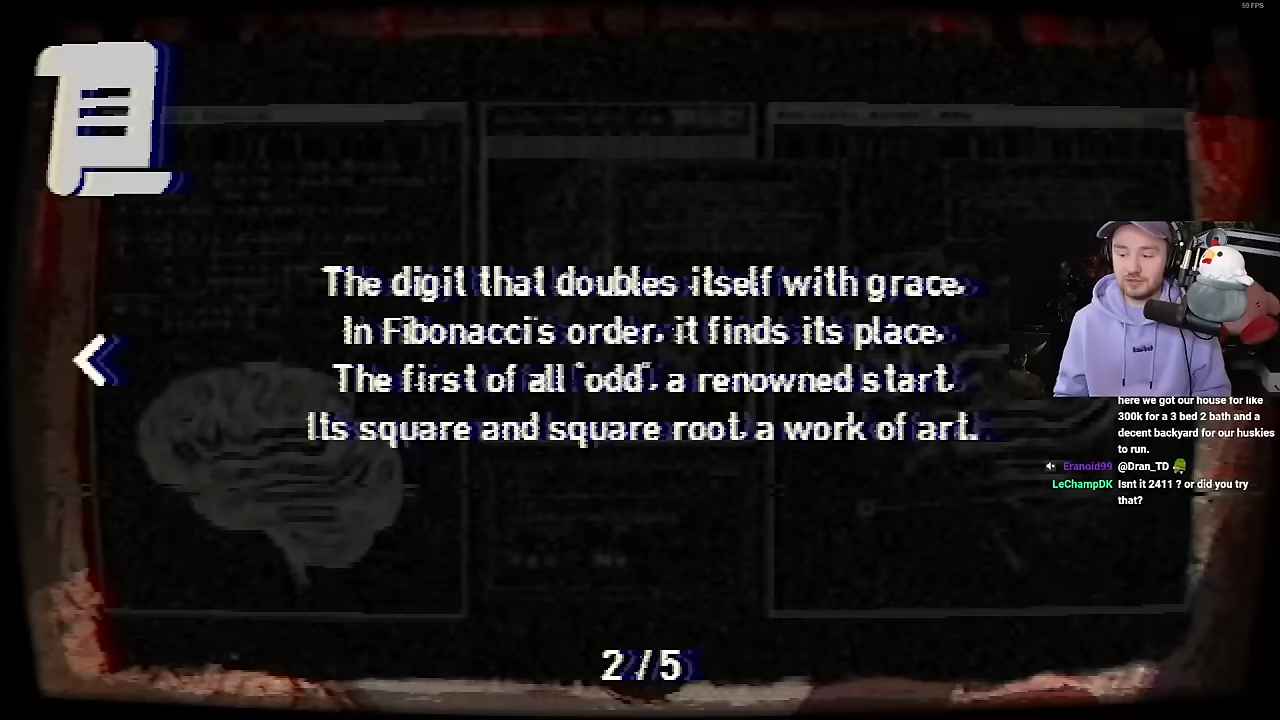 59 FPS
The digit that doubles itself with grace.
In Fibonacci's order, it finds its place.
The first of all "odd", a renowned start.
Its square and square root, a work of art.
here we got our house for like
300k for a 3 bed 2 bath and a
decent backyard for our huskies
to run.
Eranoid99 @Dran_TD
LeChampDK Isnt it 2411 ? or did you try
that?
2/5